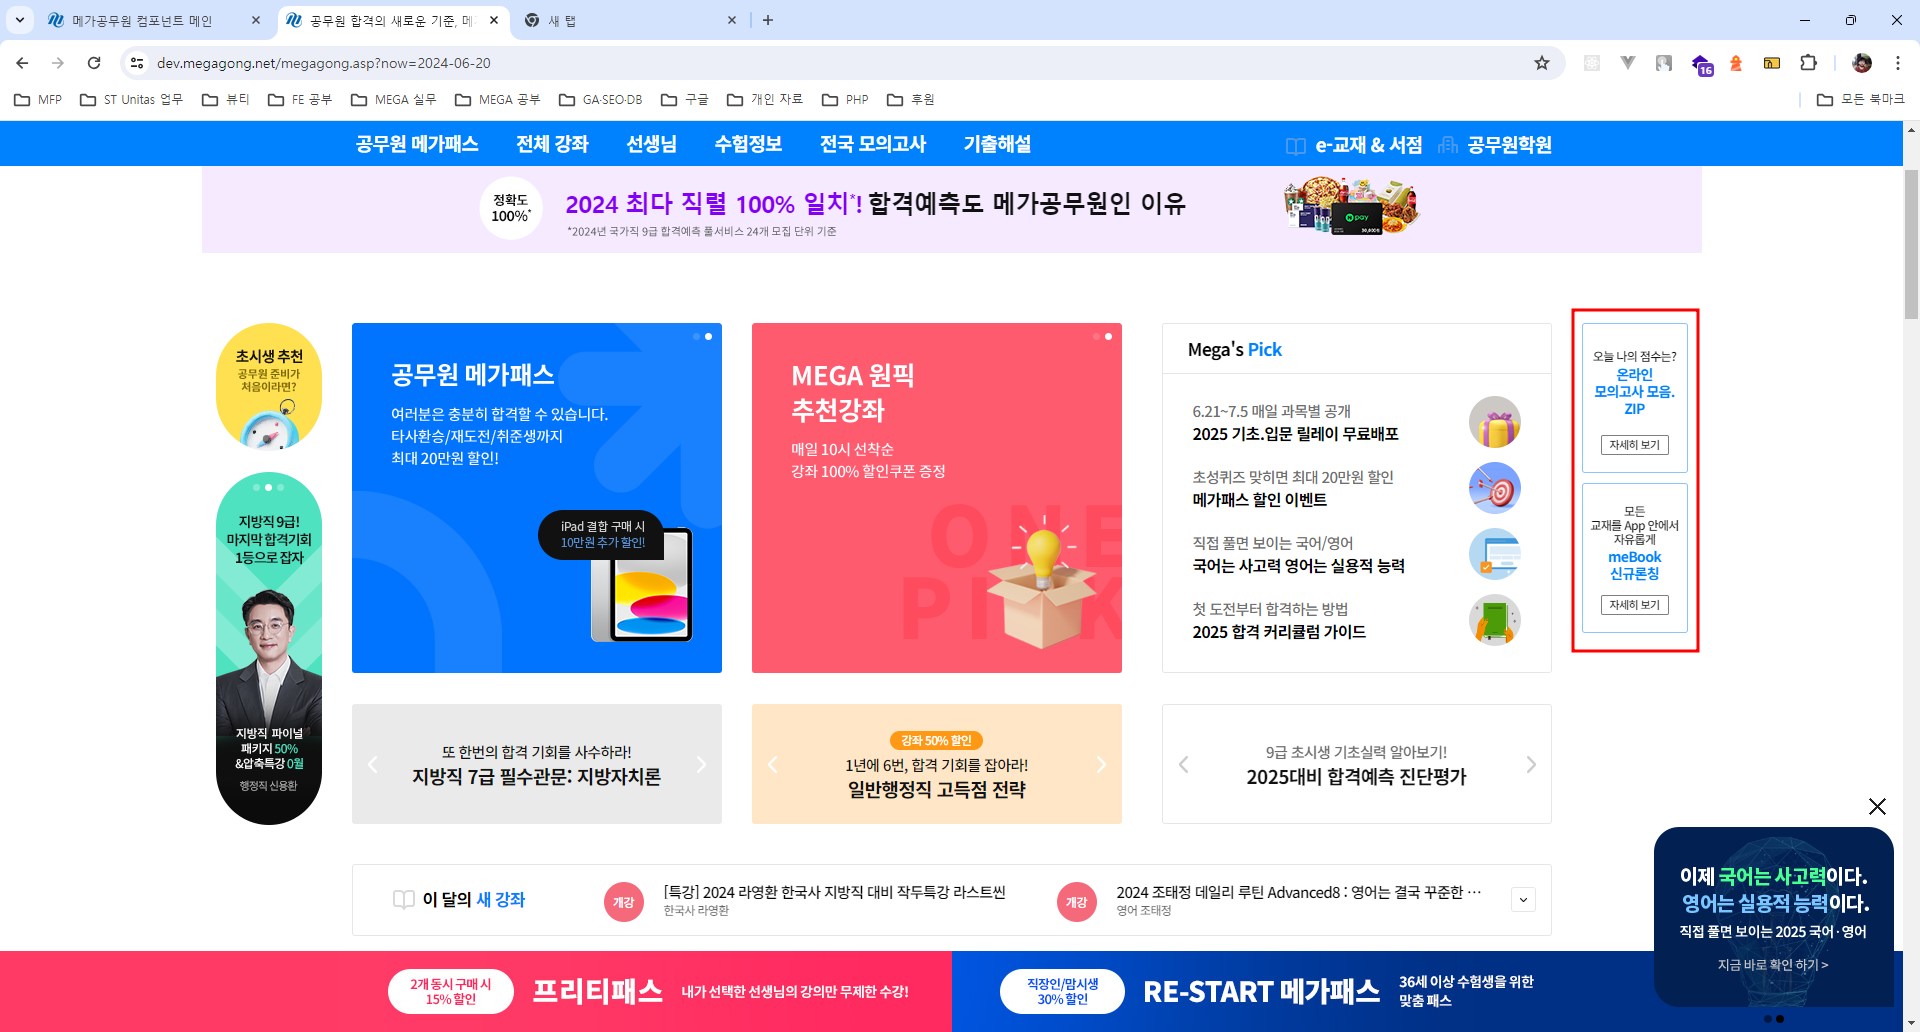 메가공무원 컴포넌트 메인
공무원 합격의 새로운 기준, 메
새 탭
dev.megagong.net/megagong.asp?now=2024-06-20
16
MFP
ST Unitas 업무
뷰티
FE 공부
MEGA 실무
MEGA 공부
GA·SEO·DB
구글
개인 자료
PHP
후원
모든 북마크
공무원 메가패스
전체 강좌
선생님
수험정보
전국 모의고사
기출해설
e-교재 & 서점
공무원학원
정확도
100%*
2024 최다 직렬 100% 일치*! 합격예측도 메가공무원인 이유
*2024년 국가직 9급 합격예측 풀서비스 24개 모집 단위 기준
pay
초시생 추천
공무원 준비가
처음이라면?
지방직 9급!
마지막 합격기회
1등으로 잡자
지방직 파이널
패키지 50%
&압축특강 0월
행정직 신용환
공무원 메가패스
여러분은 충분히 합격할 수 있습니다.
타사환승/재도전/취준생까지
최대 20만원 할인!
iPad 결합 구매 시
10만원 추가 할인!
MEGA 원픽
추천강좌
매일 10시 선착순
강좌 100% 할인쿠폰 증정
ONE
PICK
Mega's Pick
6.21~7.5 매일 과목별 공개
2025 기초.입문 릴레이 무료배포
초성퀴즈 맞히면 최대 20만원 할인
메가패스 할인 이벤트
직접 풀면 보이는 국어/영어
국어는 사고력 영어는 실용적 능력
첫 도전부터 합격하는 방법
2025 합격 커리큘럼 가이드
오늘 나의 점수는?
온라인
모의고사 모음.
ZIP
자세히 보기
모든
교재를 App 안에서
자유롭게
meBook
신규론칭
자세히 보기
또 한번의 합격 기회를 사수하라!
지방직 7급 필수관문: 지방자치론
강좌 50% 할인
1년에 6번, 합격 기회를 잡아라!
일반행정직 고득점 전략
9급 초시생 기초실력 알아보기!
2025대비 합격예측 진단평가
이 달의 새 강좌
개강
[특강] 2024 라영환 한국사 지방직 대비 작두특강 라스트씬
한국사 라영환
개강
2024 조태정 데일리 루틴 Advanced8 : 영어는 결국 꾸준한 ···
영어 조태정
2개 동시 구매 시
15% 할인
프리티패스
내가 선택한 선생님의 강의만 무제한 수강!
직장인/맘시생
30% 할인
RE-START 메가패스
36세 이상 수험생을 위한
맞춤 패스
이제 국어는 사고력이다.
영어는 실용적 능력이다.
직접 풀면 보이는 2025 국어·영어
지금 바로 확인 하기 >